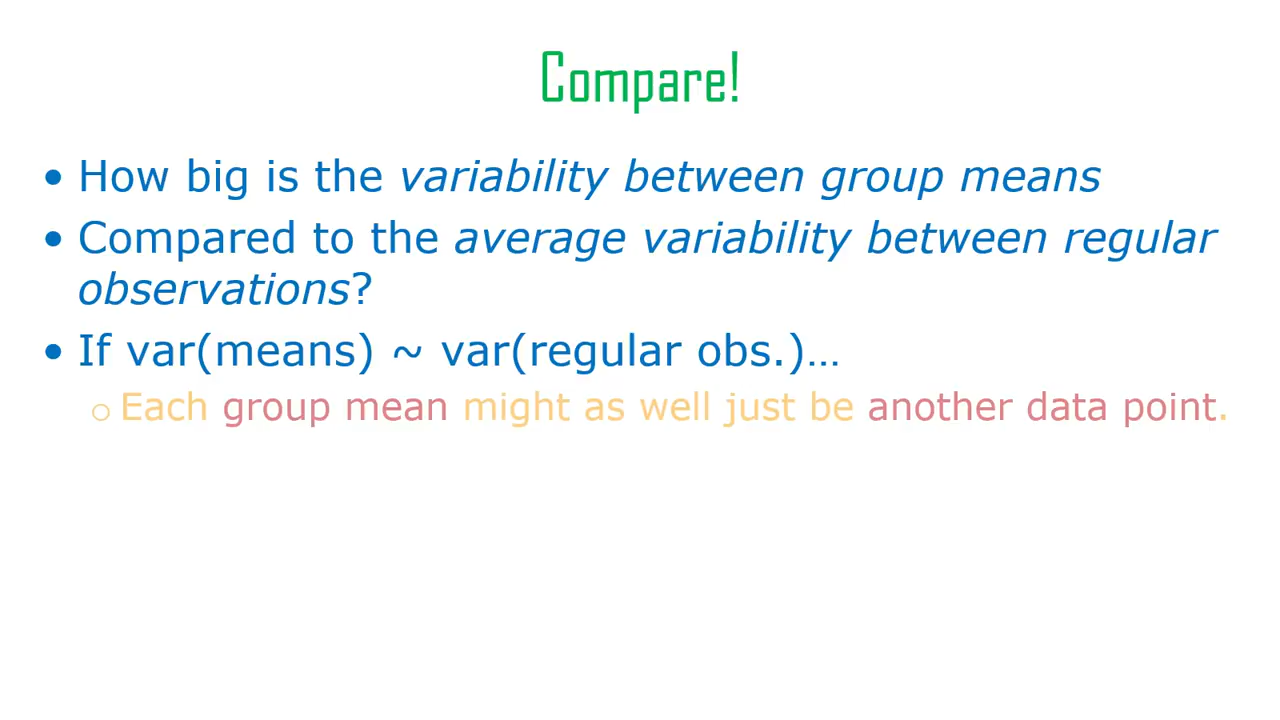 Compare!
• How big is the variability between group means
• Compared to the average variability between regular
observations?
• If var(means) ~ var(regular obs.)…
o Each group mean might as well just be another data point.